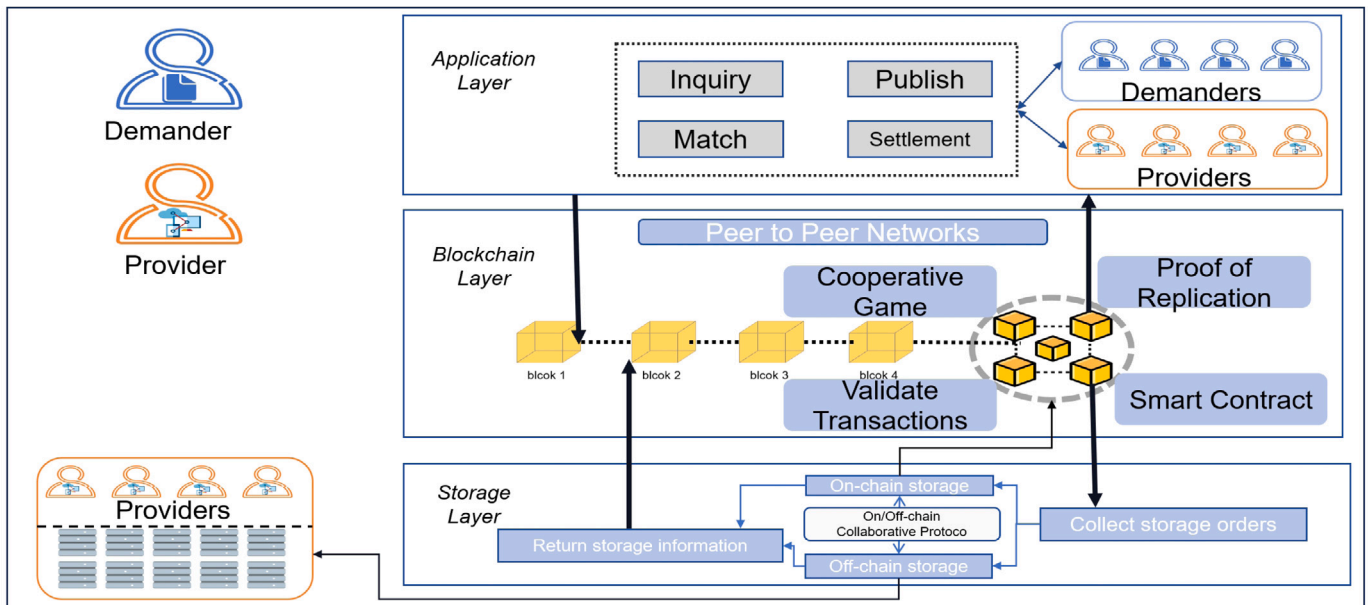 Demander
Provider
Application
Layer
Inquiry
Publish
Match
Settlement
Demanders
Providers
Blockchain
Layer
Peer to Peer Networks
Cooperative
Game
Proof of
Replication
blcok 1
blcok 2
blcok 3
blcok 4
Validate
Transactions
Smart Contract
Providers
Storage
Layer
On-chain storage
On/Off-chain
Collaborative Protoco
Off-chain storage
Return storage information
Collect storage orders